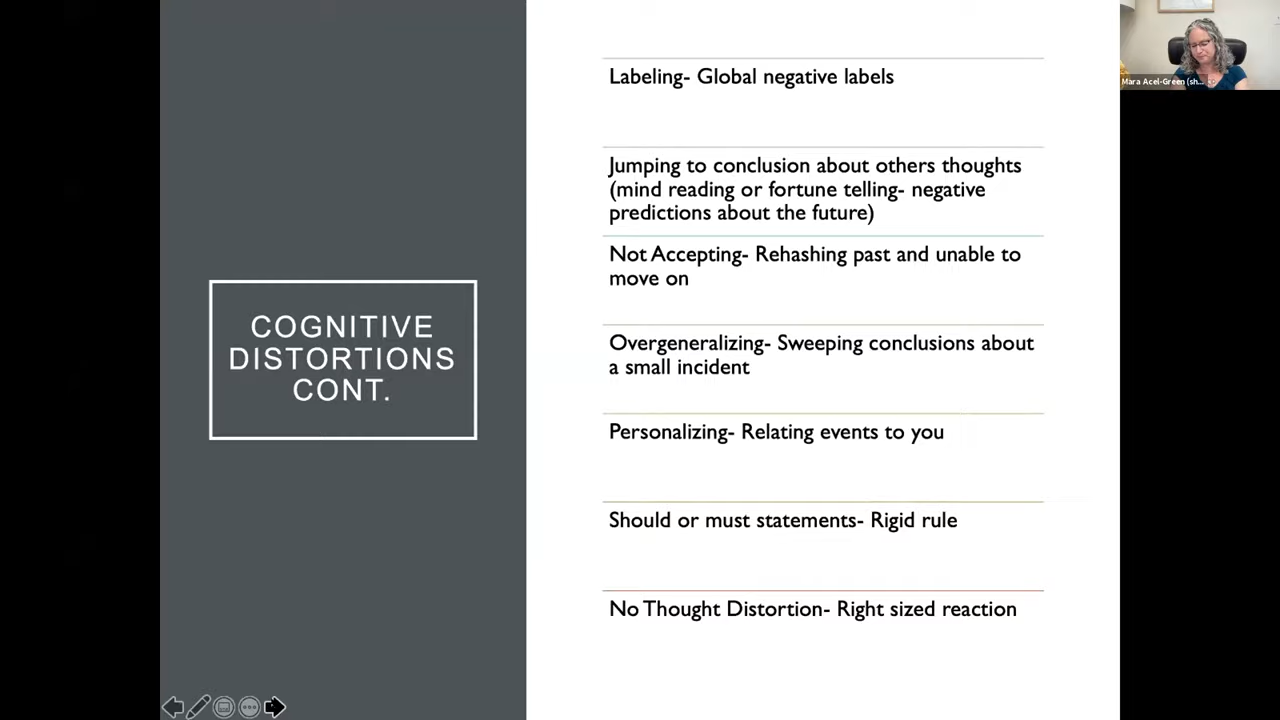 COGNITIVE
DISTORTIONS
CONT.
Labeling- Global negative labels
Jumping to conclusion about others thoughts
(mind reading or fortune telling- negative
predictions about the future)
Not Accepting- Rehashing past and unable to
move on
Overgeneralizing- Sweeping conclusions about
a small incident
Personalizing- Relating events to you
Should or must statements- Rigid rule
No Thought Distortion- Right sized reaction
Mara Acel-Green (sh...